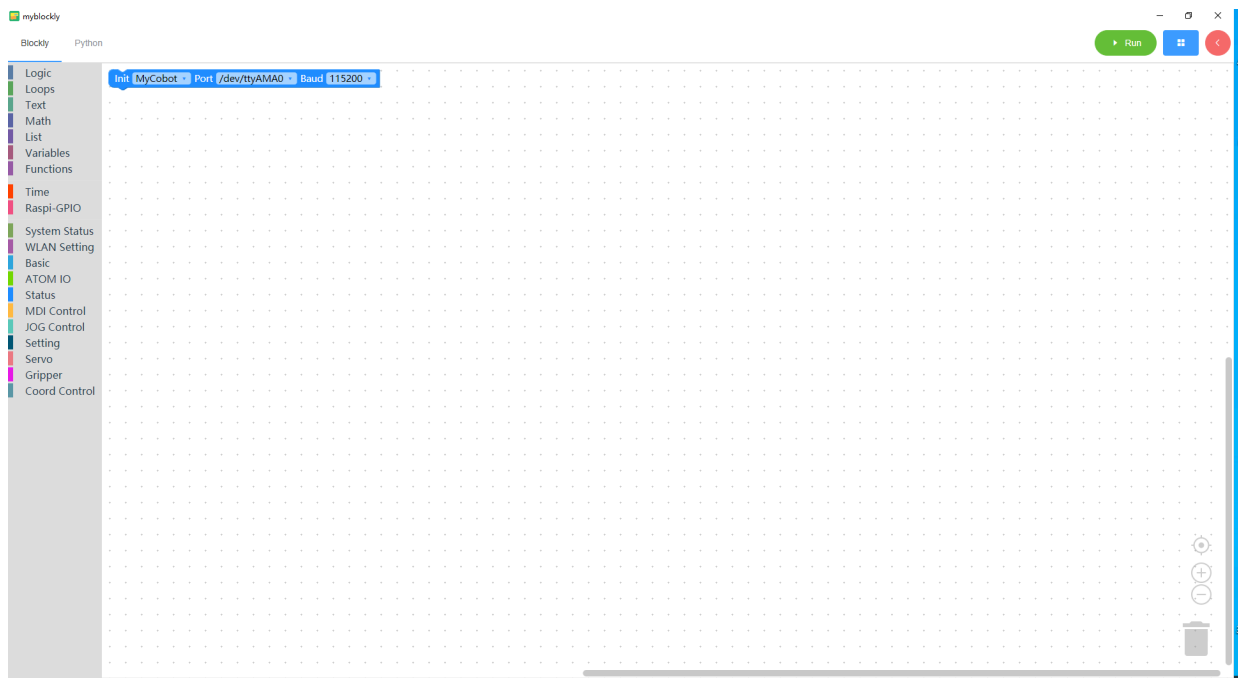 myblockly
Blockly Python Run
Init MyCobot Port /dev/ttyAMA0 Baud 115200
Logic
Loops
Text
Math
List
Variables
Functions
Time
Raspi-GPIO
System Status
WLAN Setting
Basic
ATOM IO
Status
MDI Control
JOG Control
Setting
Servo
Gripper
Coord Control